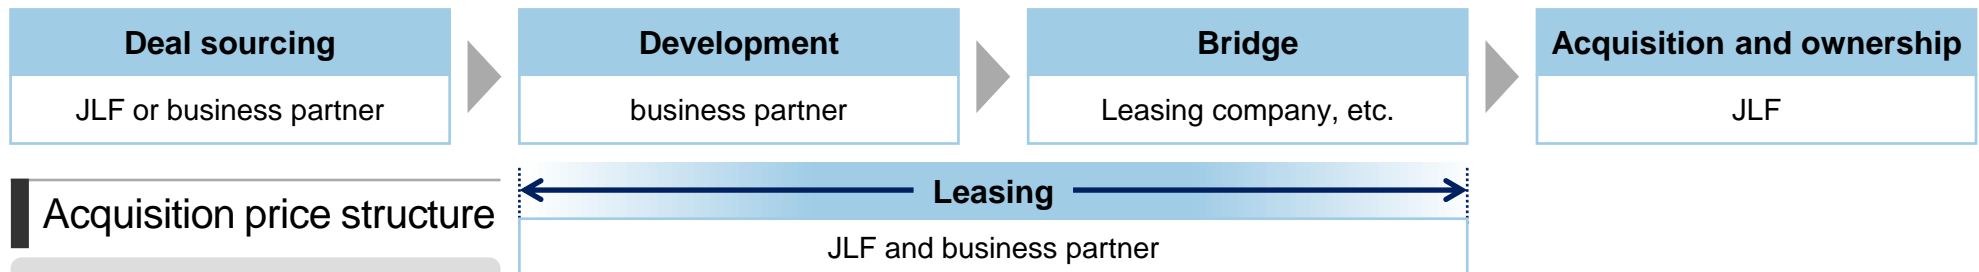 Deal sourcing
JLF or business partner
Development
business partner
Bridge
Leasing company, etc.
Acquisition and ownership
JLF
Leasing
JLF and business partner
Acquisition price structure